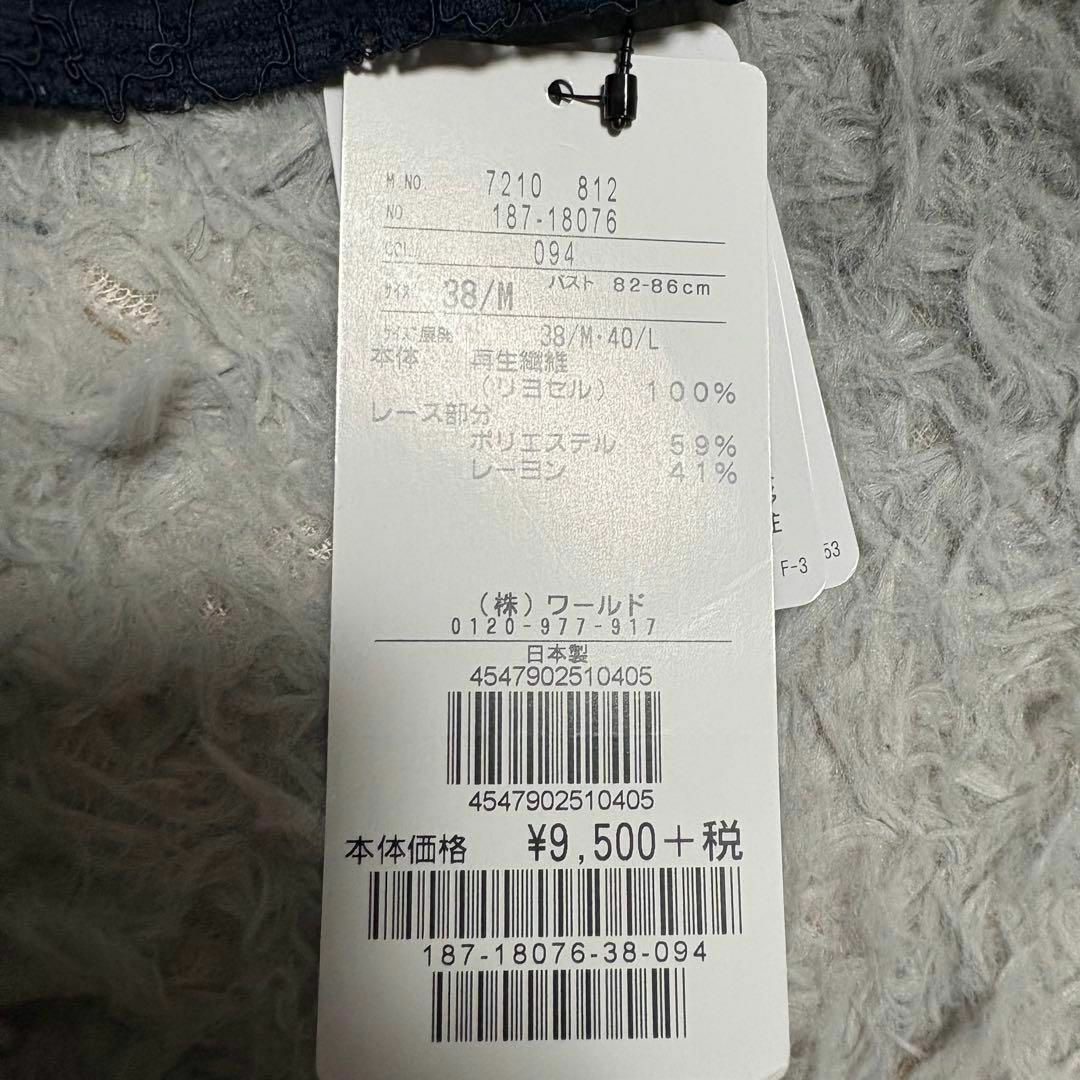 M.NO. 7210 812
NO. 187-18076
COL. 094
サイズ 38/M バスト 82-86cm
サイズ展開 38/M・40/L
本体 再生繊維
(リヨセル) 100%
レース部分
ポリエステル 59%
レーヨン 41%
(株)ワールド
0120-977-917
日本製
4547902510405
4547902510405
本体価格 ¥9,500+税
187-18076-38-094
F-3
53